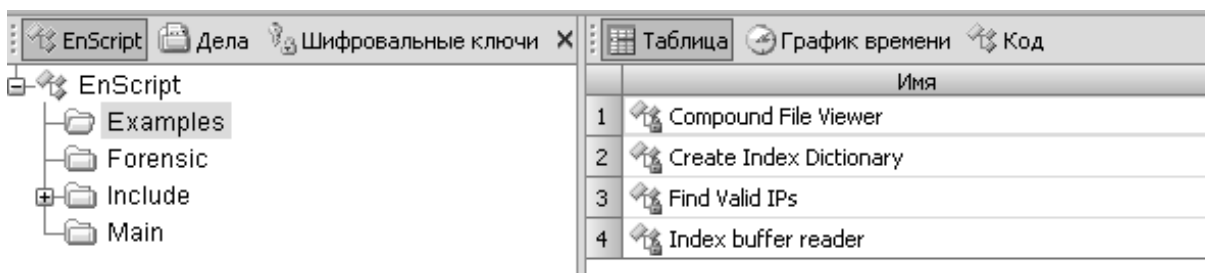 EnScript Дела Шифровальные ключи
EnScript
Examples
Forensic
Include
Main
Таблица График времени Код
Имя
1 Compound File Viewer
2 Create Index Dictionary
3 Find Valid IPs
4 Index buffer reader